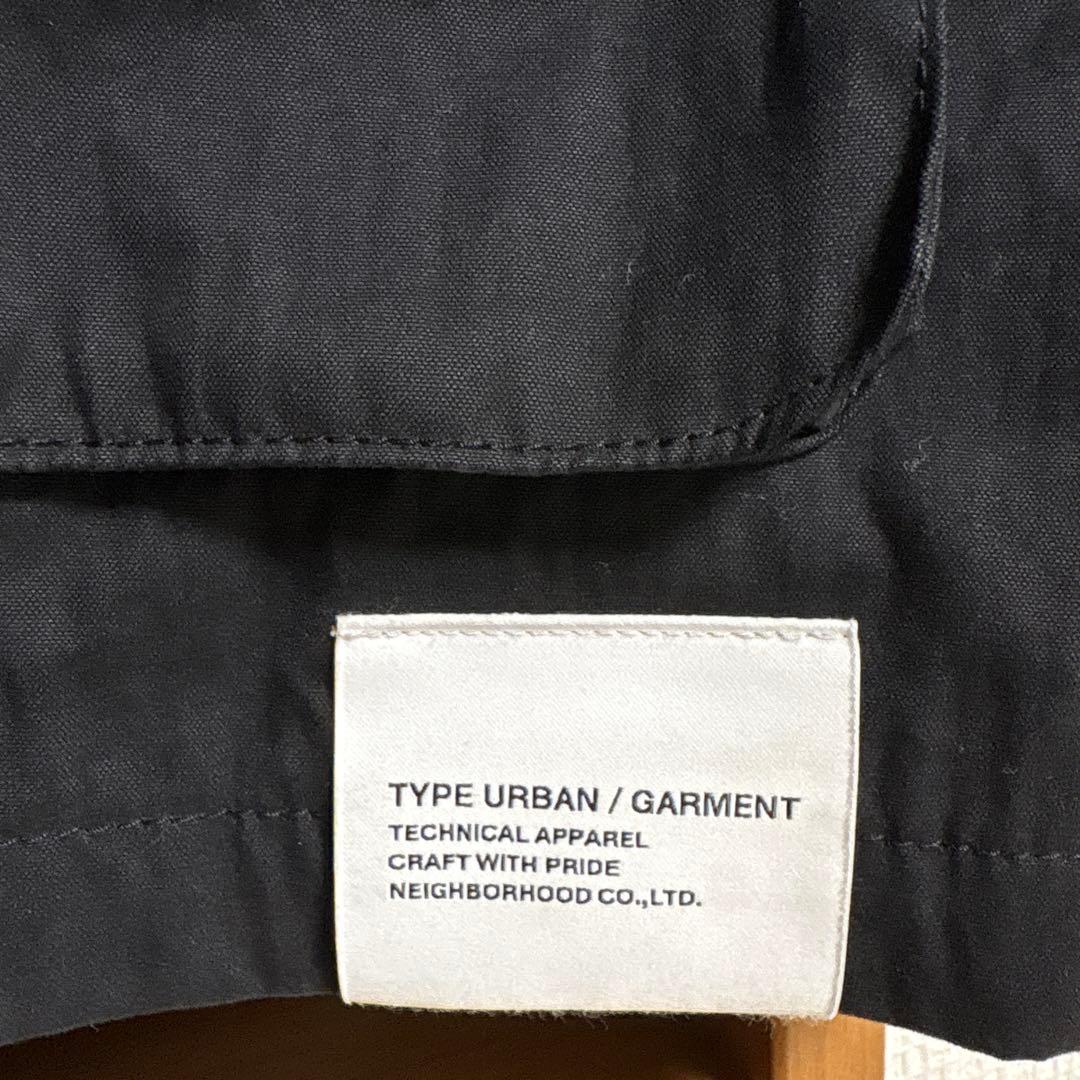 TYPE URBAN / GARMENT
TECHNICAL APPAREL
CRAFT WITH PRIDE
NEIGHBORHOOD CO.,LTD.